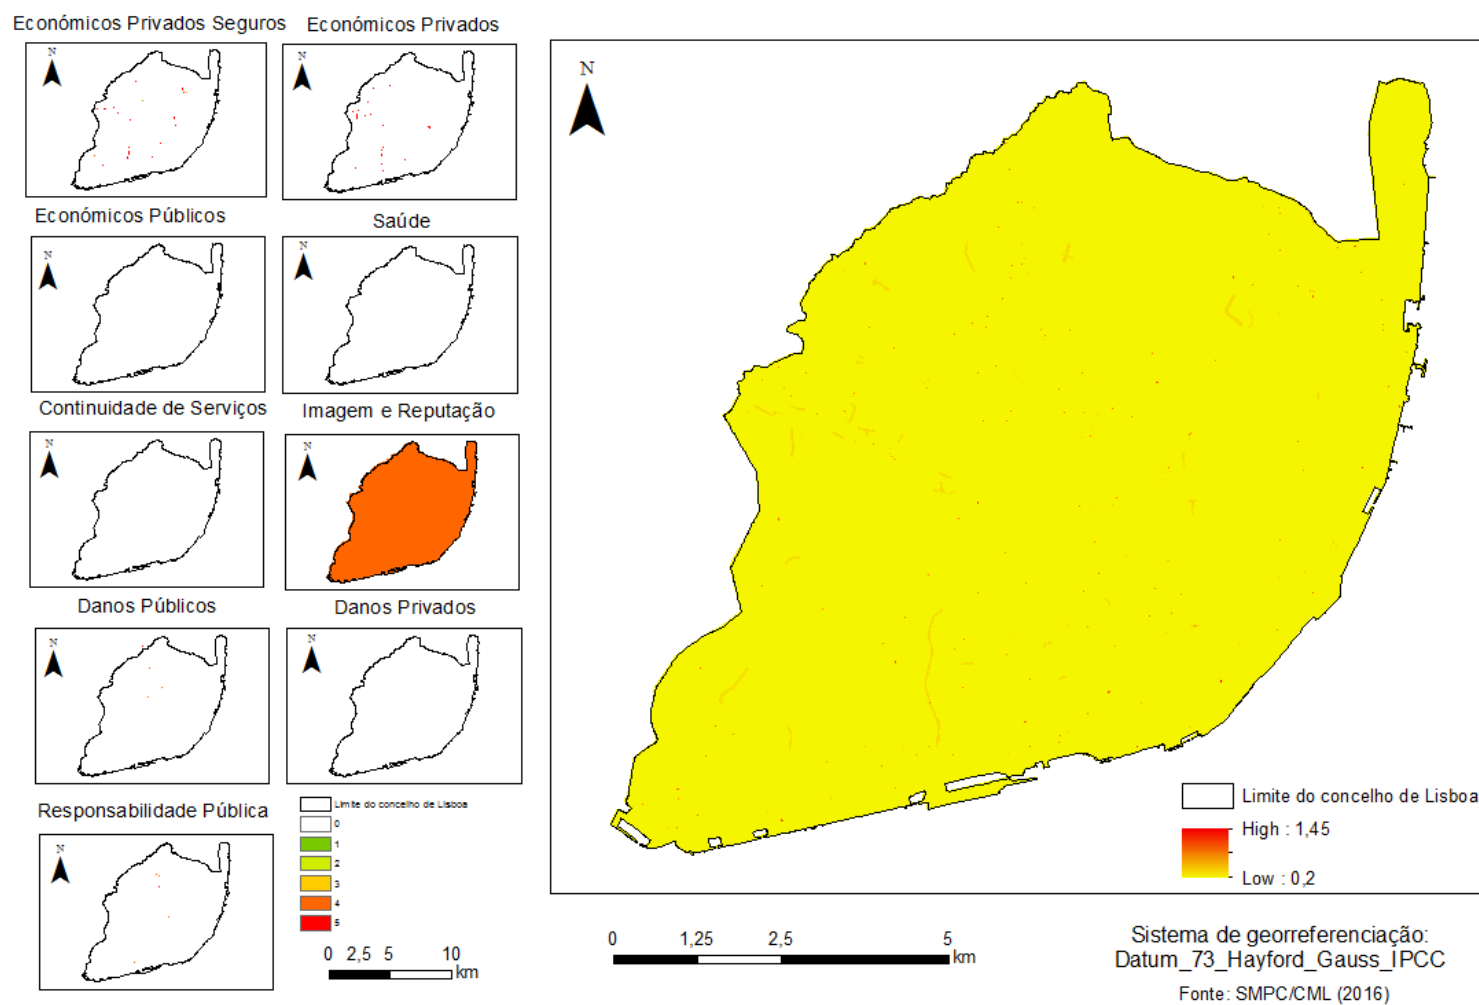 Económicos Privados Seguros
Económicos Privados
N
N
Económicos Públicos
Saúde
N
N
Continuidade de Serviços
Imagem e Reputação
N
N
Danos Públicos
Danos Privados
N
N
Responsabilidade Pública
N
Limite do concelho de Lisboa
0
1
2
3
4
5
0 2,5 5 10
km
N
Limite do concelho de Lisboa
High : 1,45
Low : 0,2
0 1,25 2,5 5
km
Sistema de georreferenciação:
Datum_73_Hayford_Gauss_IPCC
Fonte: SMPC/CML (2016)